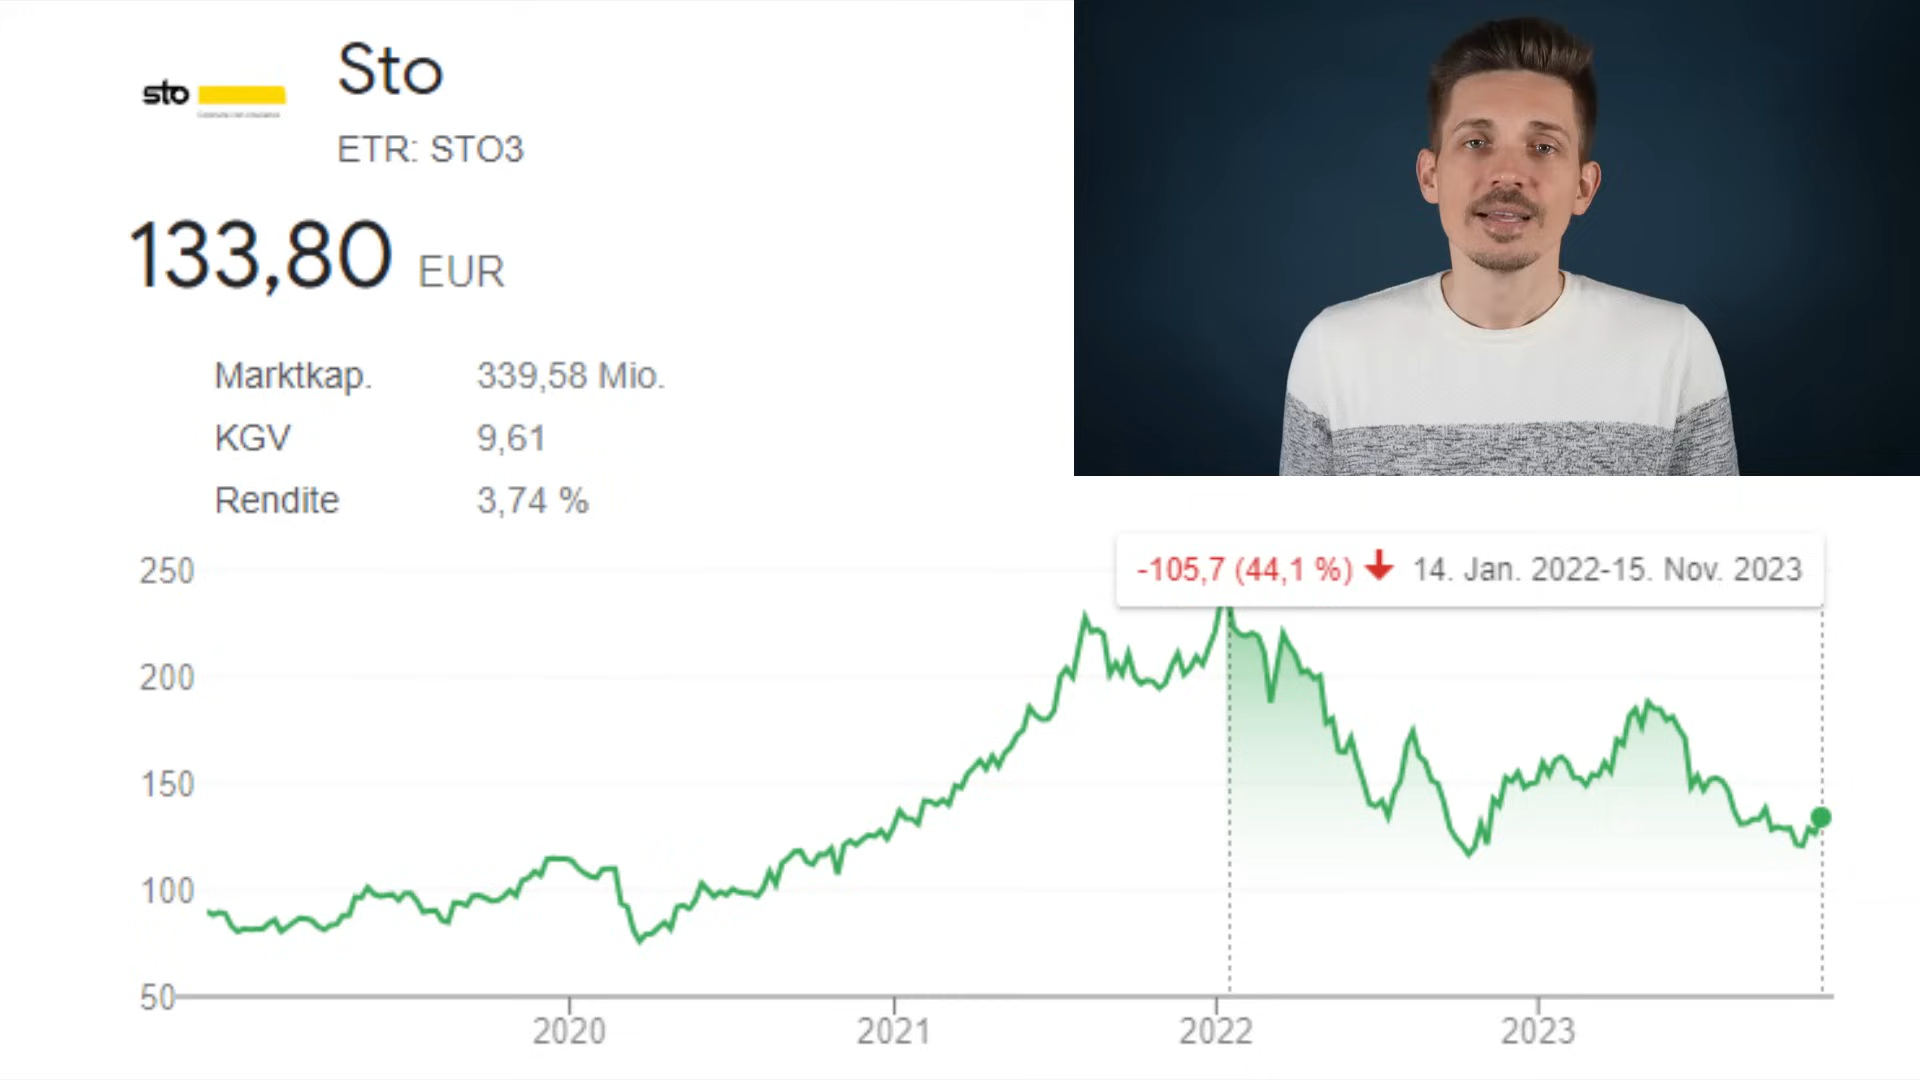 sto
Sto
ETR: STO3
133,80 EUR
Marktkap. 339,58 Mio.
KGV 9,61
Rendite 3,74 %
-105,7 (44,1 %) 14. Jan. 2022-15. Nov. 2023
250
200
150
100
50
2020 2021 2022 2023